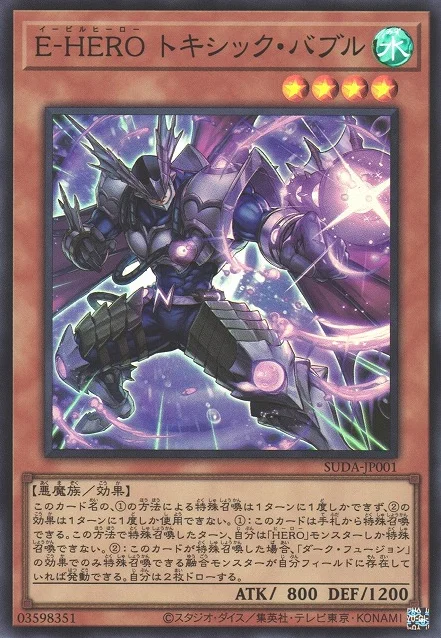 イービルヒーロー
E-HERO トキシック・バブル
水
SUDA-JP001
【悪魔族／効果】
このカード名の、①の方法による特殊召喚は1ターンに1度しかできず、②の
効果は1ターンに1度しか使用できない。①：このカードは手札から特殊召喚
できる。この方法で特殊召喚したターン、自分は「HERO」モンスターしか特殊
召喚できない。②：このカードが特殊召喚した場合、「ダーク・フュージョン」
の効果でのみ特殊召喚できる融合モンスターが自分フィールドに存在して
いれば発動できる。自分は2枚ドローする。
ATK/ 800 DEF/1200
03598351 ©スタジオ・ダイス／集英社・テレビ東京・KONAMI